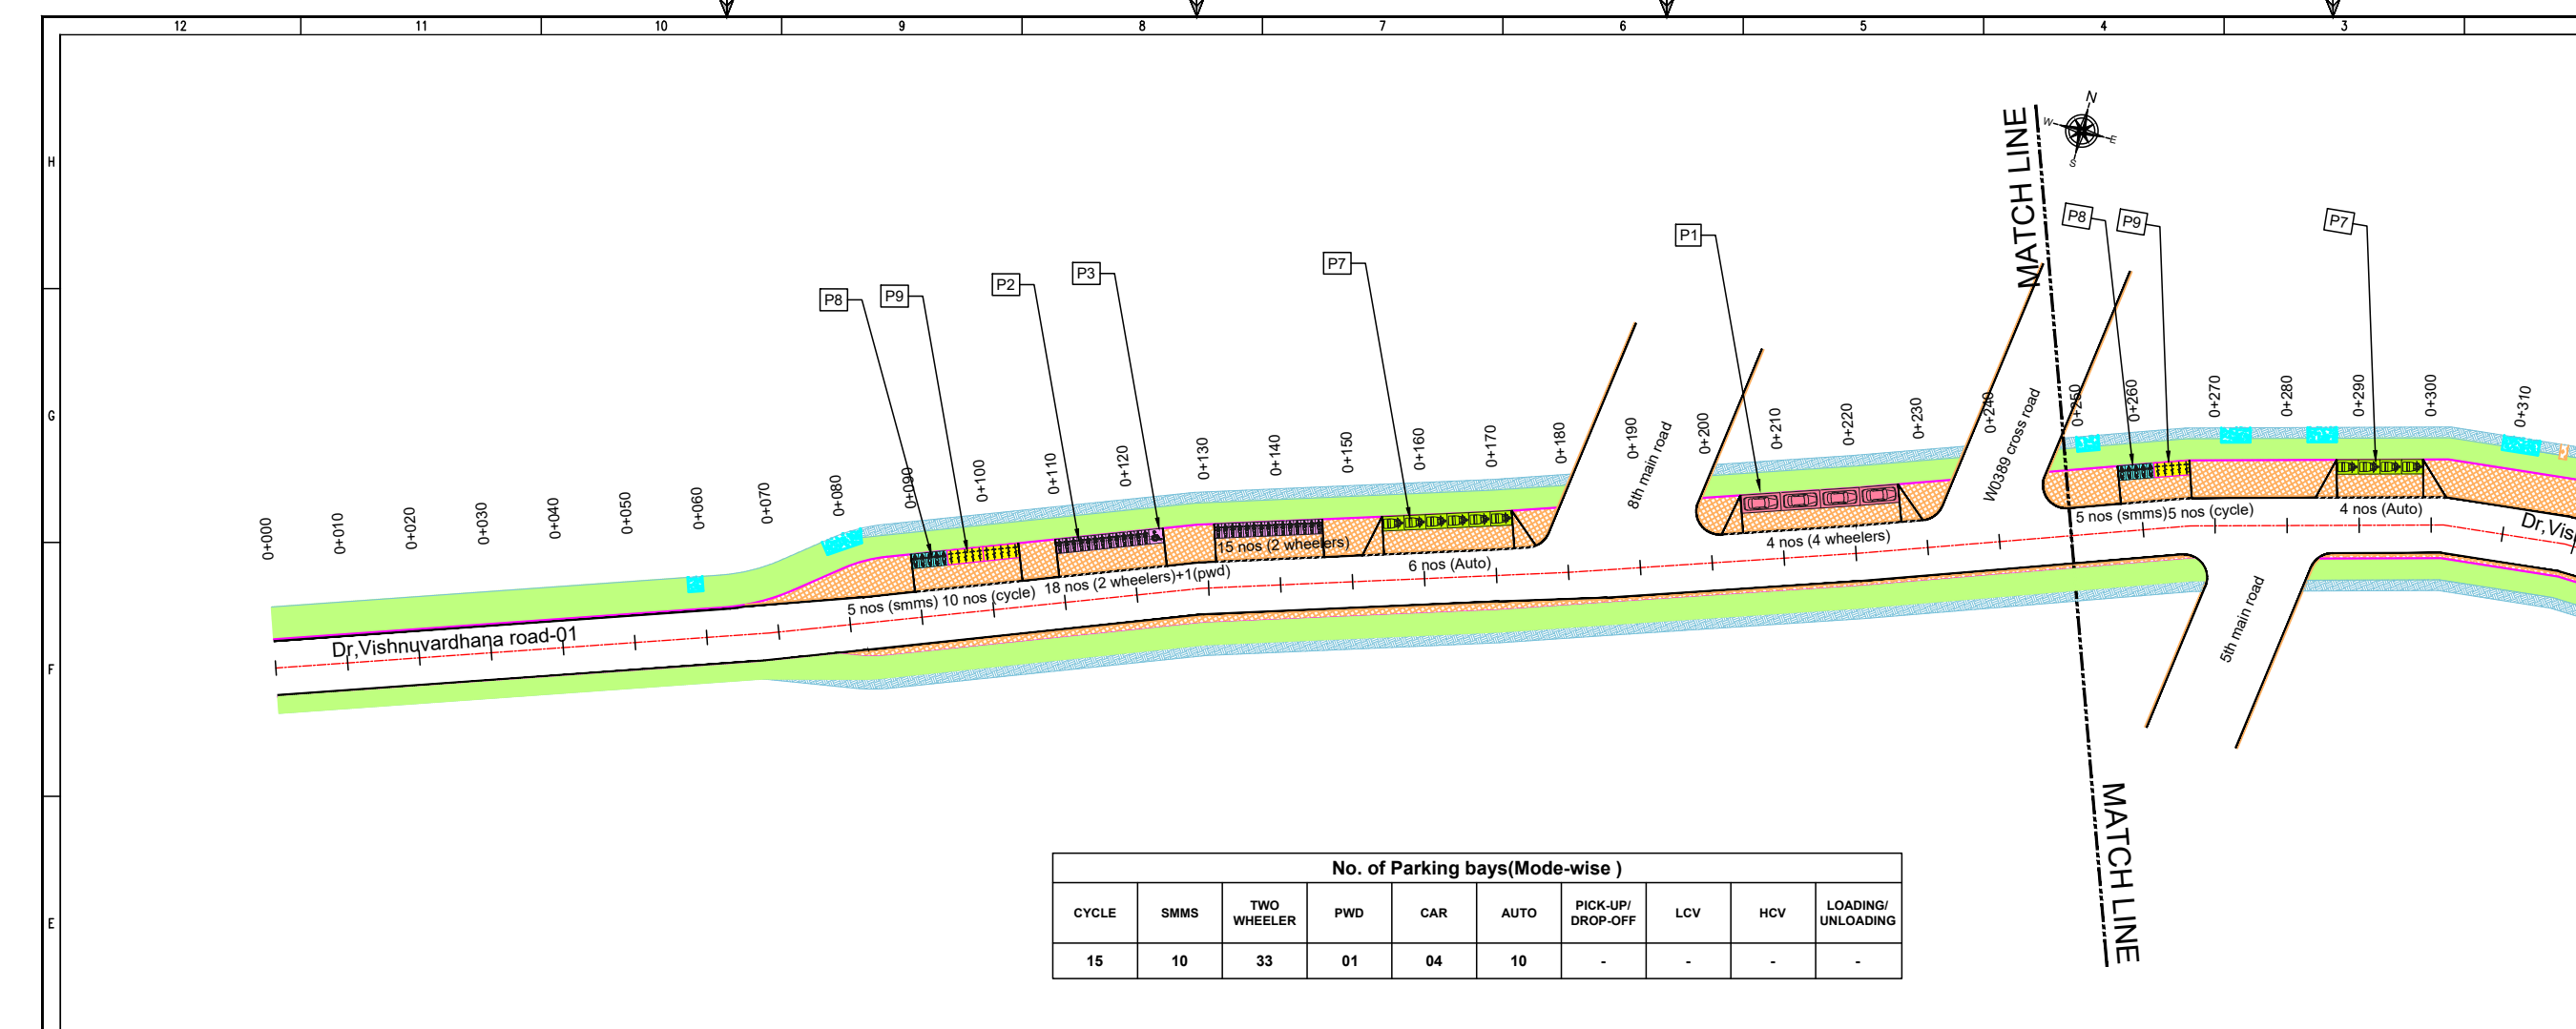 12 11 10 9 8 7 6 5 4 3
H
G
F
E
N
W
E
S
MATCH LINE
P8 P9 P2 P3 P7 P1 P8 P9 P7
0+000 0+010 0+020 0+030 0+040 0+050 0+060 0+070 0+080 0+090 0+100 0+110 0+120 0+130 0+140 0+150 0+160 0+170 0+180 0+190 0+200 0+210 0+220 0+230 0+240 0+250 0+260 0+270 0+280 0+290 0+300 0+310
8th main road
W0389 cross road
5th main road
15 nos (2 wheelers)
4 nos (4 wheelers)
5 nos (smms) 5 nos (cycle)
4 nos (Auto)
6 nos (Auto)
5 nos (smms) 10 nos (cycle)
18 nos (2 wheelers)+1(pwd)
Dr,Vishnuvardhana road-01
Dr,Vis
MATCH LINE
No. of Parking bays(Mode-wise )
CYCLE SMMS TWO WHEELER PWD CAR AUTO PICK-UP/ DROP-OFF LCV HCV LOADING/ UNLOADING
15 10 33 01 04 10 - - - -